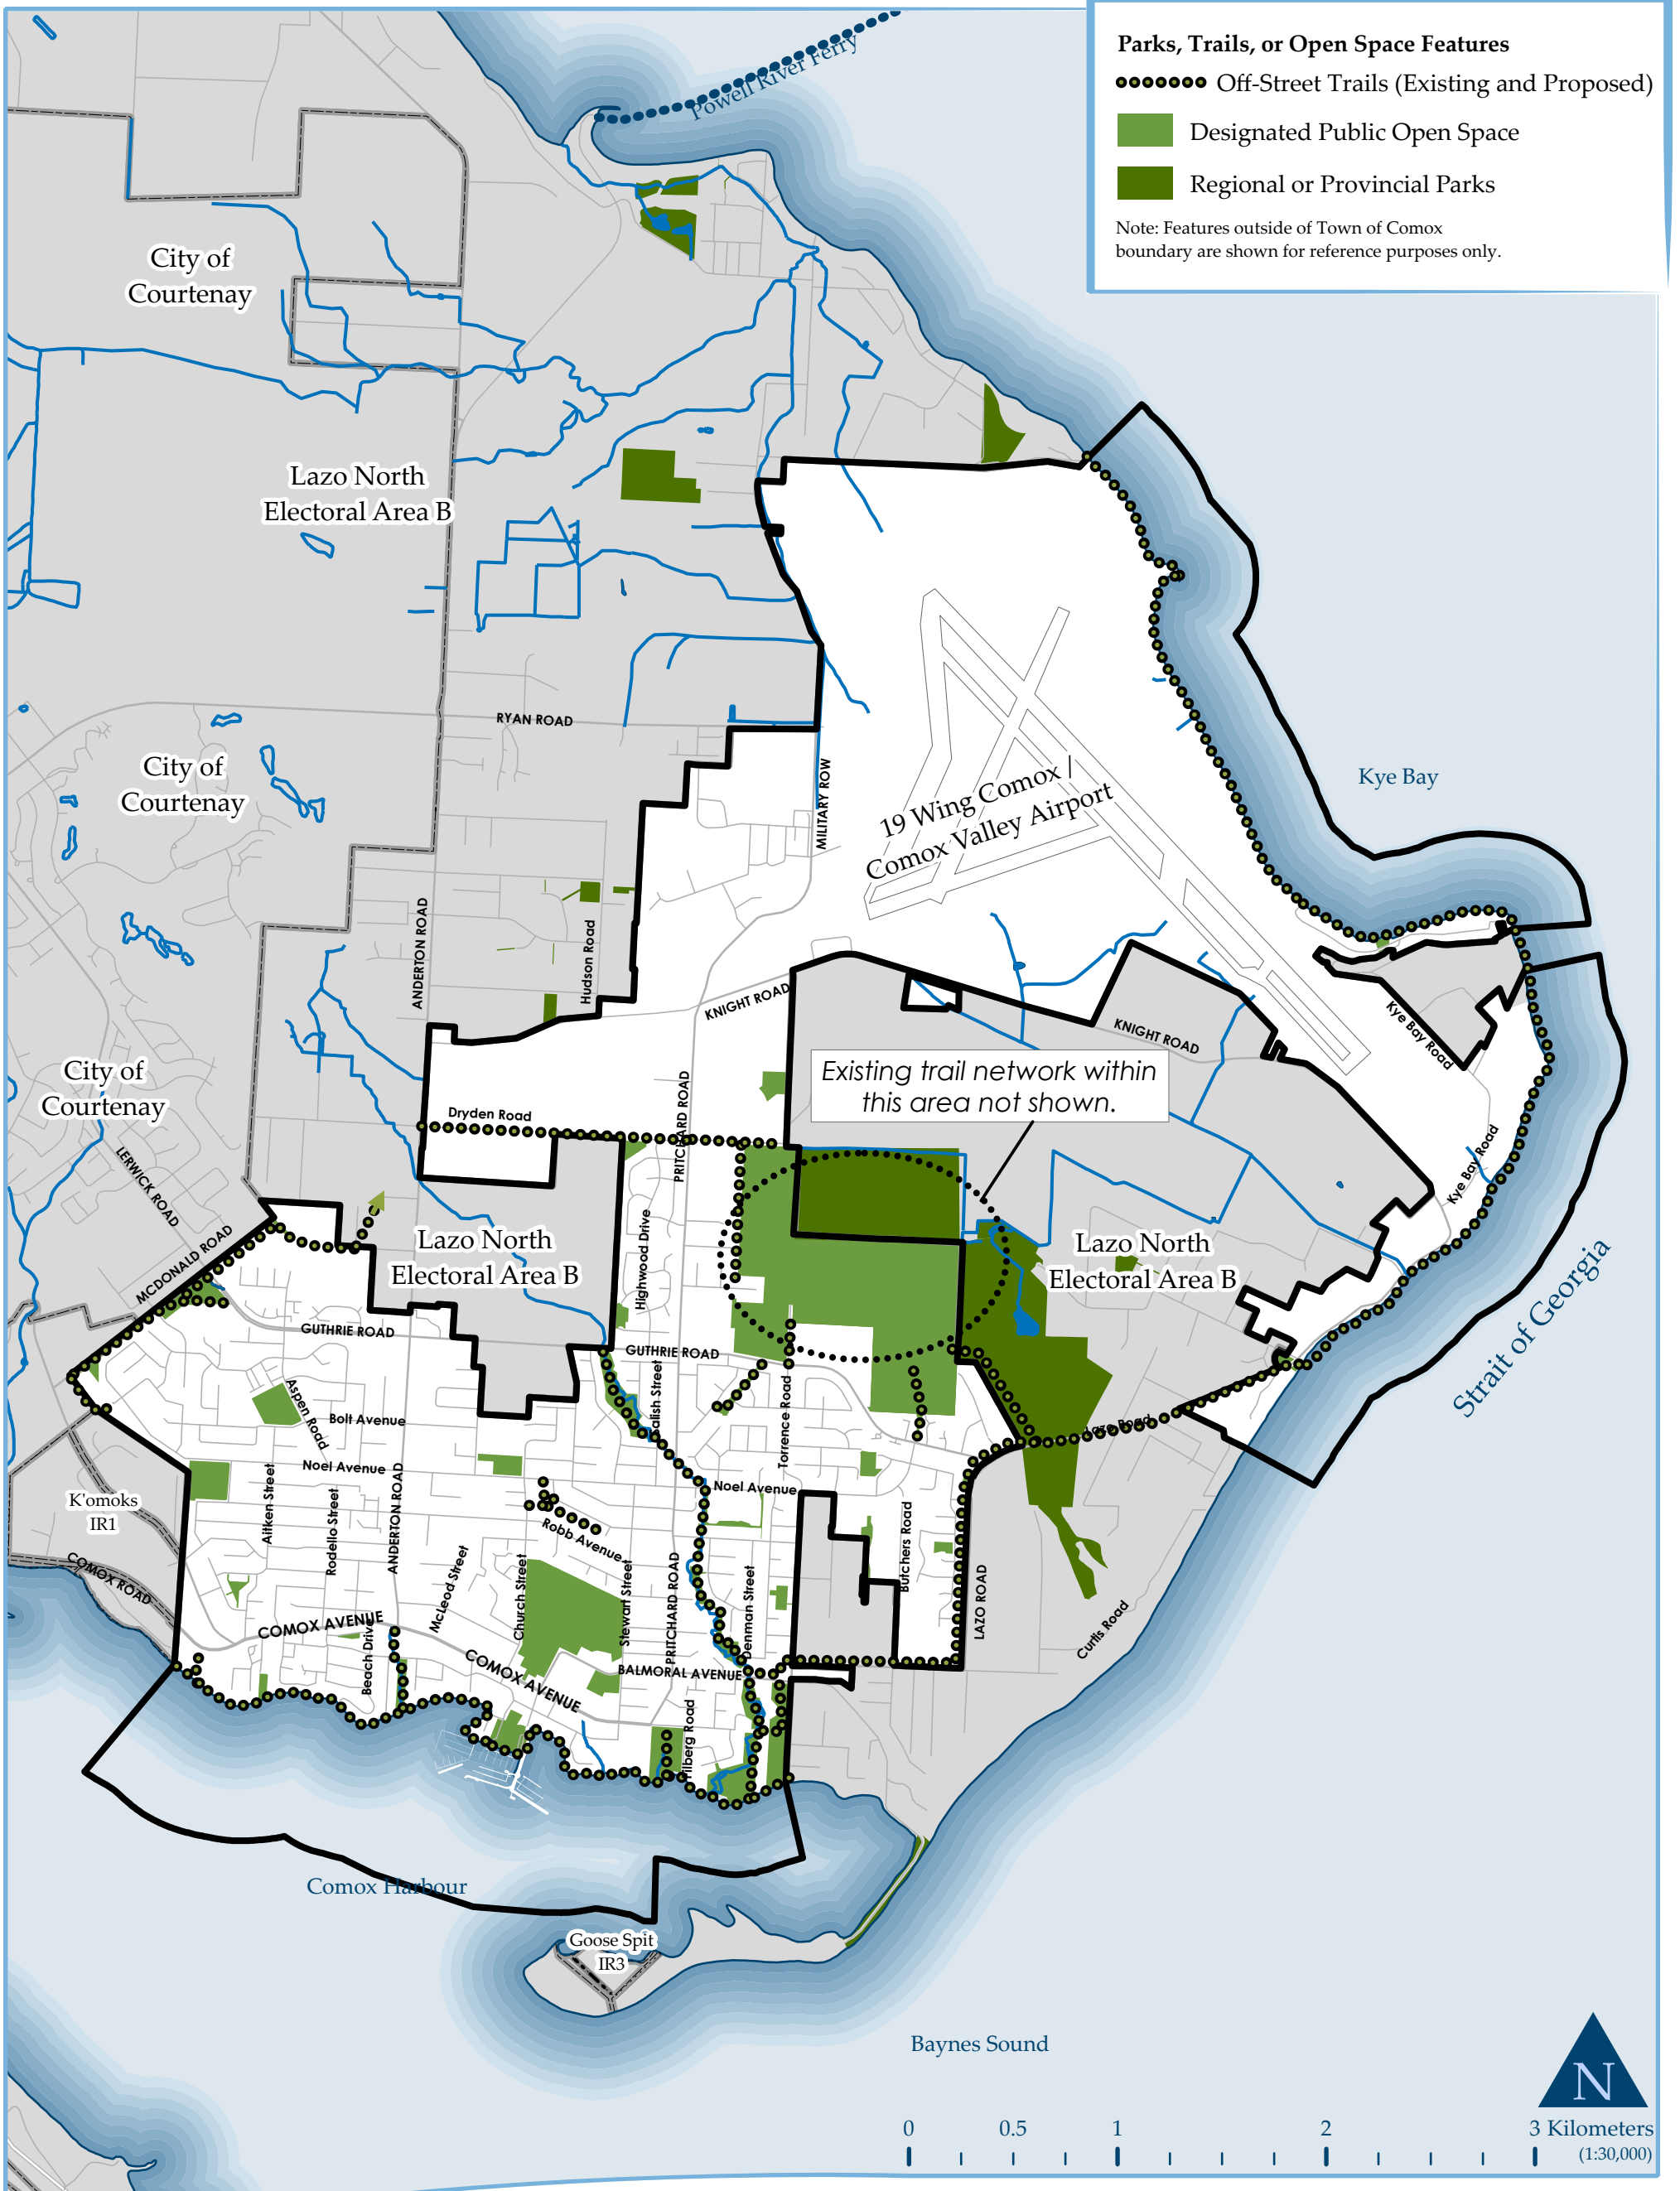 Parks, Trails, or Open Space Features
Off-Street Trails (Existing and Proposed)
Designated Public Open Space
Regional or Provincial Parks
Note: Features outside of Town of Comox
boundary are shown for reference purposes only.
Powell River Ferry
City of
Courtenay
Lazo North
Electoral Area B
RYAN ROAD
City of
Courtenay
MILITARY ROW
19 Wing Comox /
Comox Valley Airport
Kye Bay
ANDERTON ROAD
Hudson Road
KNIGHT ROAD
KNIGHT ROAD
Kye Bay Road
City of
Courtenay
Existing trail network within
this area not shown.
Dryden Road
PRITCHARD ROAD
LERWICK ROAD
MCDONALD ROAD
Kye Bay Road
Lazo North
Electoral Area B
Highwood Drive
Lazo North
Electoral Area B
Strait of Georgia
GUTHRIE ROAD
GUTHRIE ROAD
Aspen Road
Salish Street
Torrence Road
Bolt Avenue
Lazo Road
Noel Avenue
Noel Avenue
K'omoks
IR1
Aitken Street
Rodello Street
ANDERTON ROAD
Robb Avenue
Butchers Road
COMOX ROAD
McLeod Street
Church Street
Stewart Street
PRITCHARD ROAD
Denman Street
LAZO ROAD
Curtis Road
COMOX AVENUE
Beach Drive
COMOX AVENUE
BALMORAL AVENUE
Filberg Road
Comox Harbour
Goose Spit
IR3
Baynes Sound
N
0 0.5 1 2 3 Kilometers
(1:30,000)